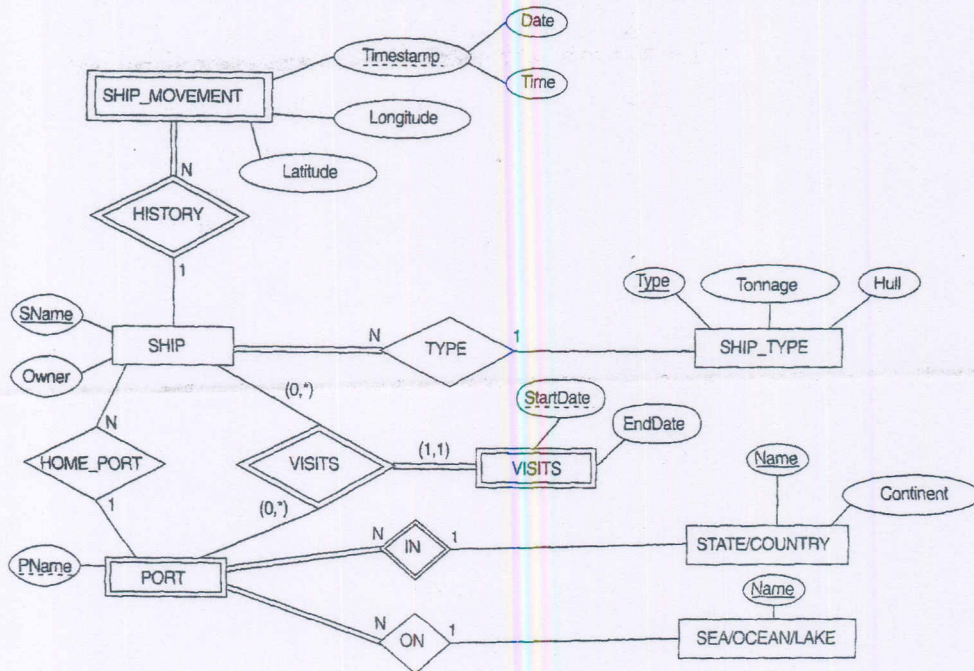 Date
Timestamp
SHIP_MOVEMENT
Time
Longitude
N
Latitude
HISTORY
1
Type
Tonnage
Hull
SName
SHIP
N
TYPE
1
SHIP_TYPE
Owner
(0,*)
StartDate
EndDate
N
HOME_PORT
VISITS
(1,1)
VISITS
Name
1
(0,*)
Continent
N
IN
1
STATE/COUNTRY
PName
PORT
Name
N
ON
1
SEA/OCEAN/LAKE